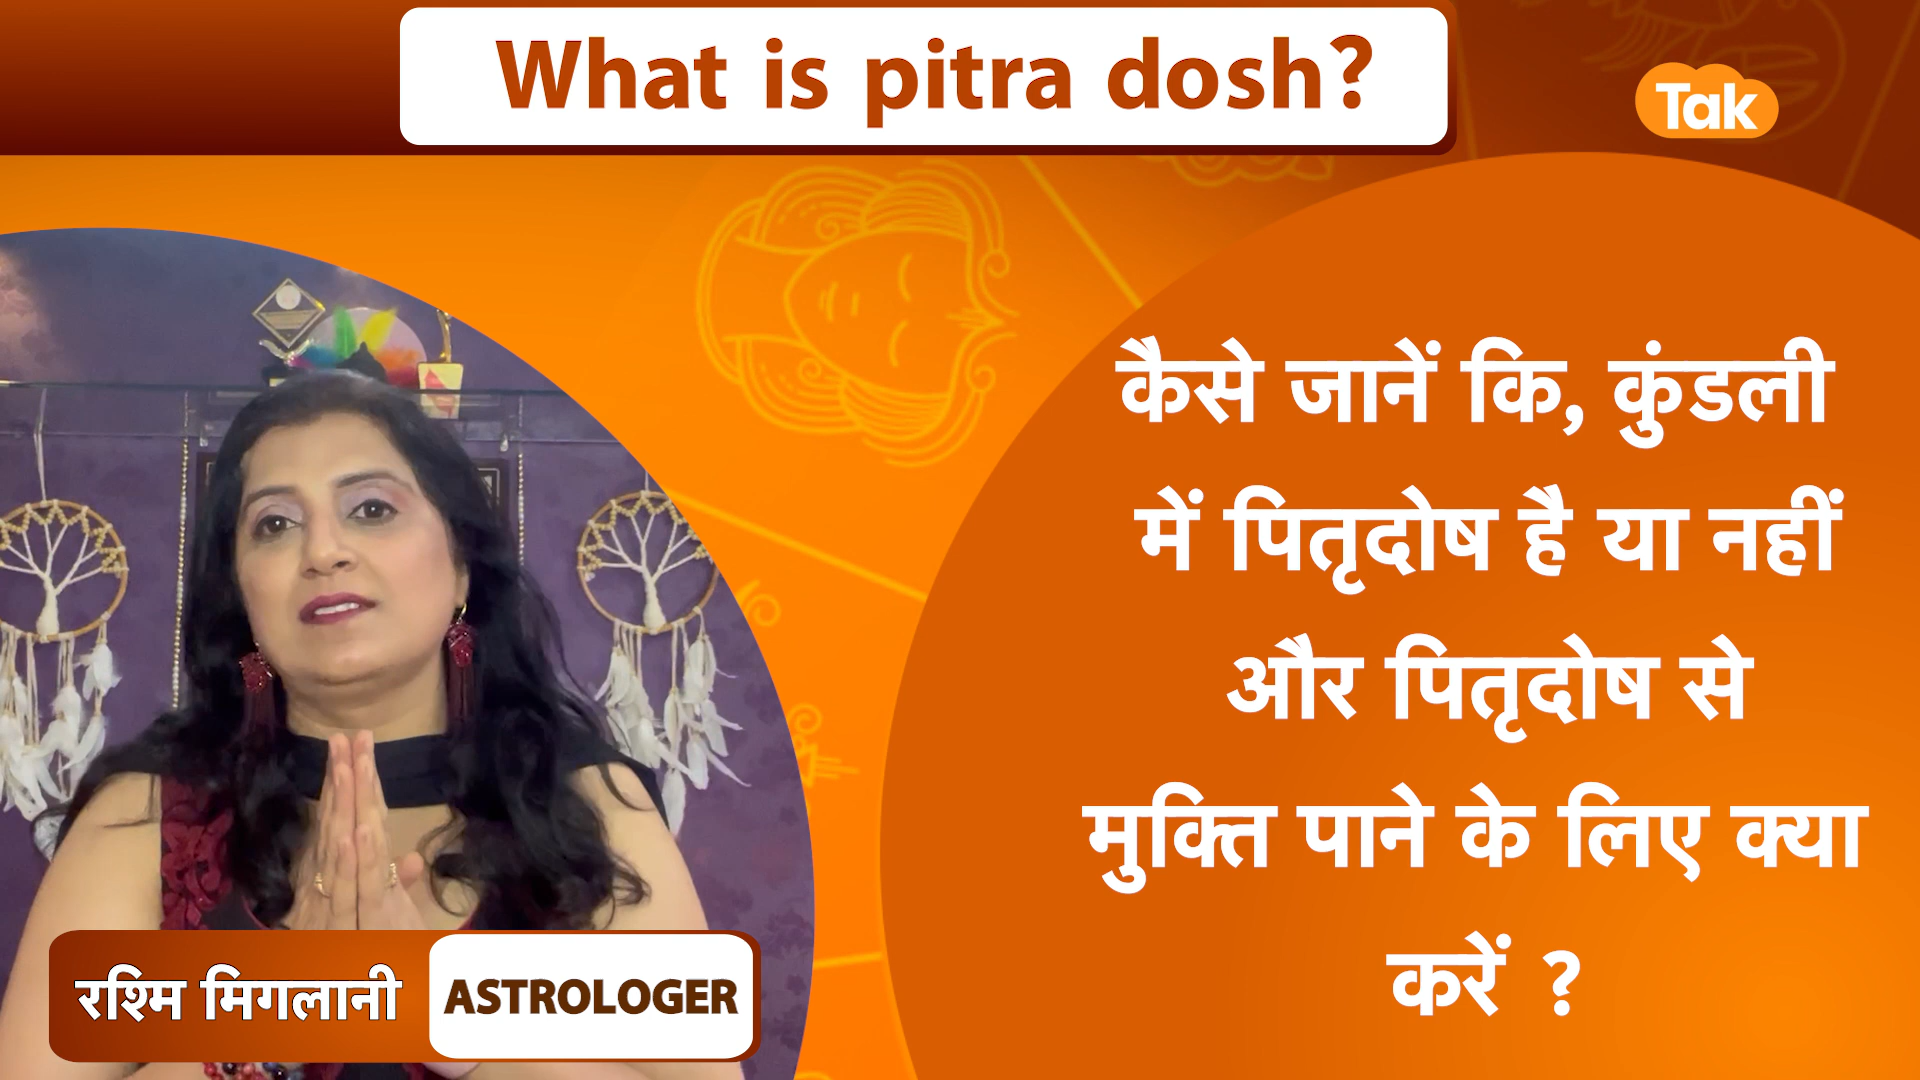 What is pitra dosh?
Tak
कैसे जानें कि, कुंडली
में पितृदोष है या नहीं
और पितृदोष से
मुक्ति पाने के लिए क्या
करें ?
रश्मि मिगलानी
ASTROLOGER